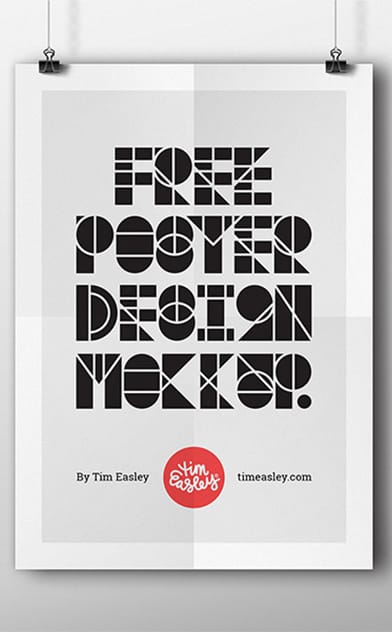 FREE
POSTER
DESIGN
MOCKUP.
By Tim Easley
Tim
Easley®
timeasley.com